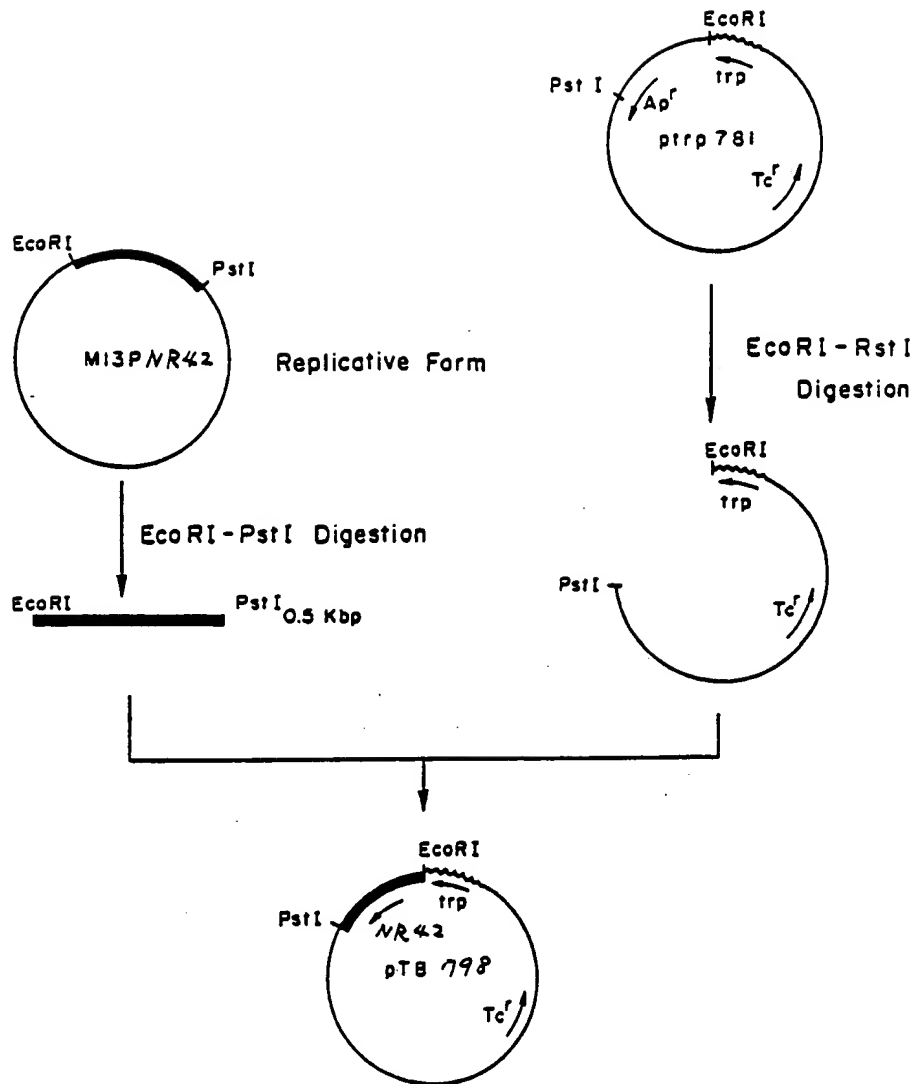 EcoRI
trp
Pst I
Ap^r
ptrp 781
Tc^r
EcoRI
PstI
M13PNR42
Replicative Form
EcoRI-RstI
Digestion
EcoRI
trp
EcoRI-PstI Digestion
PstI
EcoRI
PstI
0.5 Kbp
Tc^r
EcoRI
trp
PstI
NR42
pTB 798
Tc^r